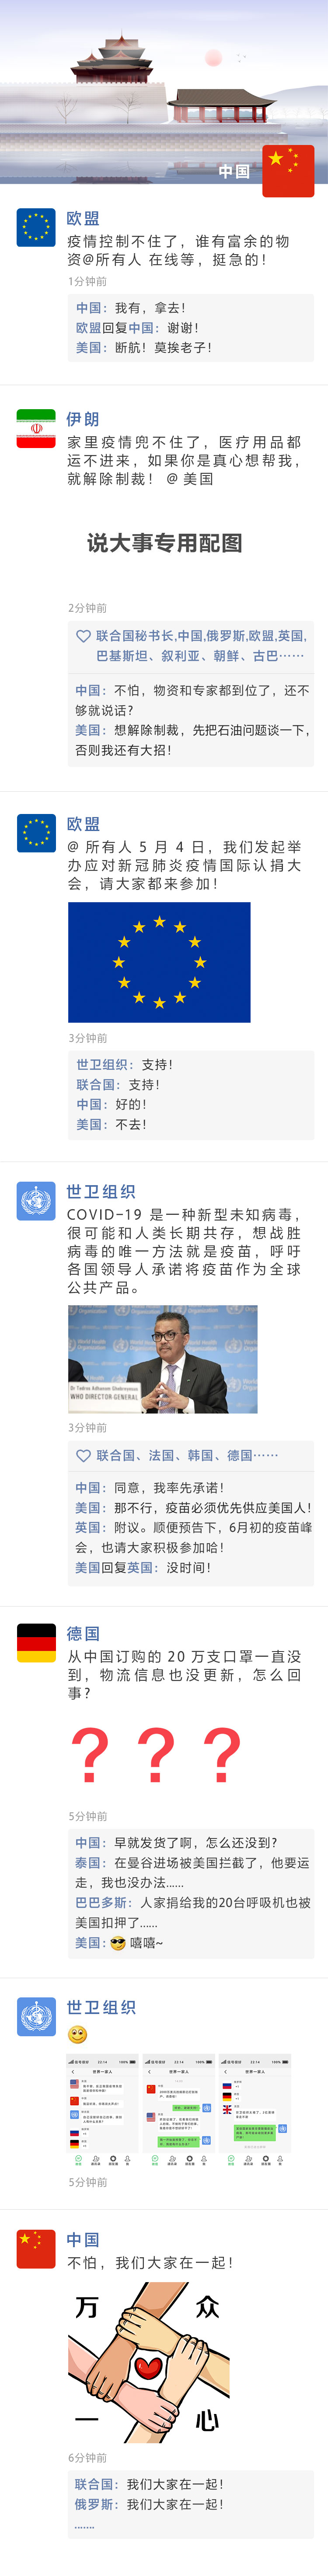 中国
欧盟
疫情控制不住了，谁有富余的物
资@所有人 在线等，挺急的！
1分钟前
中国：我有，拿去！
欧盟回复中国：谢谢！
美国：断航！莫挨老子！
伊朗
家里疫情兜不住了，医疗用品都
运不进来，如果你是真心想帮我，
就解除制裁！ @ 美国
说大事专用配图
2分钟前
联合国秘书长,中国,俄罗斯,欧盟,英国,
巴基斯坦、叙利亚、朝鲜、古巴……
中国：不怕，物资和专家都到位了，还不
够就说话？
美国：想解除制裁，先把石油问题谈一下，
否则我还有大招！
欧盟
@ 所有人 5 月 4 日，我们发起举
办应对新冠肺炎疫情国际认捐大
会，请大家都来参加！
3分钟前
世卫组织：支持！
联合国：支持！
中国：好的！
美国：不去！
世卫组织
COVID-19 是一种新型未知病毒，
很可能和人类长期共存，想战胜
病毒的唯一方法就是疫苗，呼吁
各国领导人承诺将疫苗作为全球
公共产品。
Dr Tedros Adhanom Ghebreyesus
WHO DIRECTOR-GENERAL
3分钟前
联合国、法国、韩国、德国……
中国：同意，我率先承诺！
美国：那不行，疫苗必须优先供应美国人！
英国：附议。顺便预告下，6月初的疫苗峰
会，也请大家积极参加哈！
美国回复英国：没时间！
德国
从中国订购的 20 万支口罩一直没
到，物流信息也没更新，怎么回
事？
？？？
5分钟前
中国：早就发货了啊，怎么还没到？
泰国：在曼谷进场被美国拦截了，他要运
走，我也没办法......
巴巴多斯：人家捐给我的20台呼吸机也被
美国扣押了......
美国： 嘻嘻~
世卫组织
22:14 100%
22:14 100%
22:14 100%
世界一家人
世界一家人
世界一家人
5分钟前
中国
不怕，我们大家在一起！
万 众
一 心
6分钟前
联合国：我们大家在一起！
俄罗斯：我们大家在一起！
.......